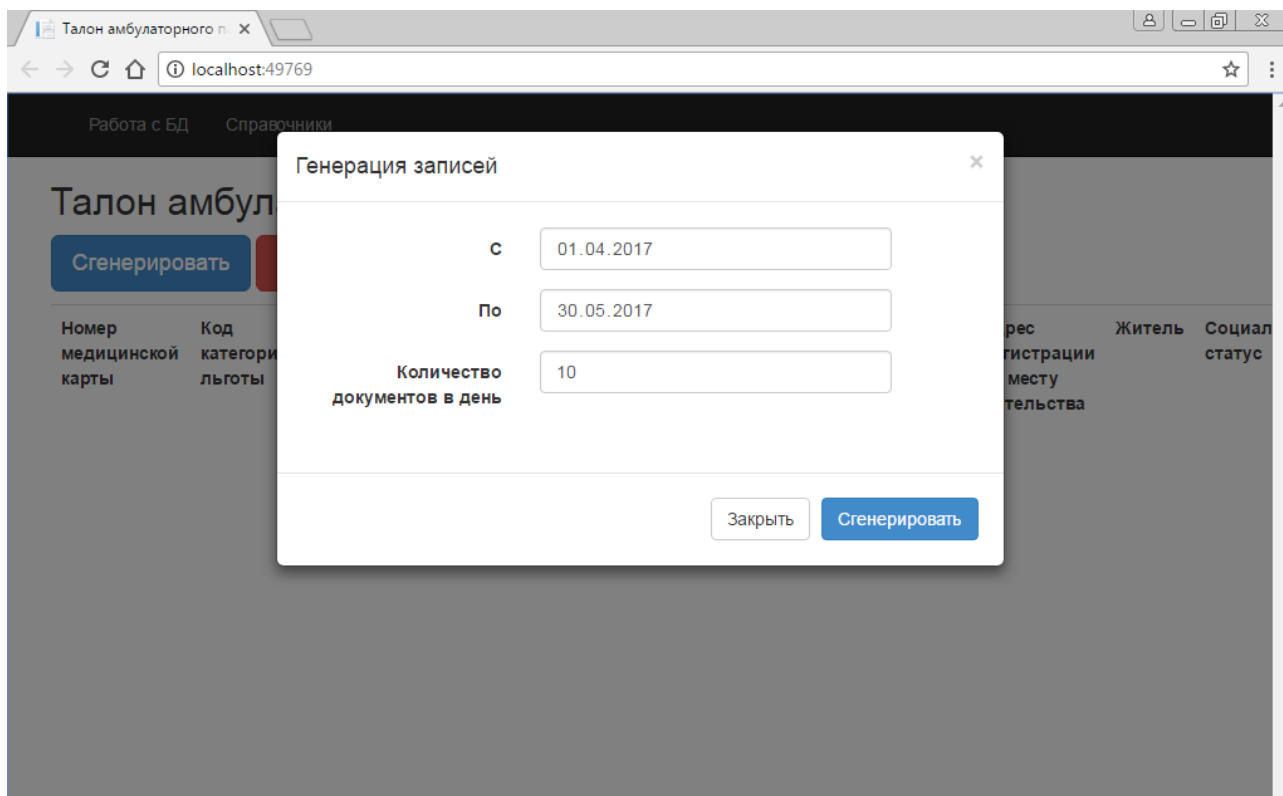 Талон амбулаторного п
localhost:49769
Работа с БД Справочники
Генерация записей
Талон амбул
С 01.04.2017
Сгенерировать
По 30.05.2017
Номер
медицинской
карты
Код
категори
льготы
рес
гистрации
месту
тельства
Житель
Социал
статус
Количество
документов в день
10
Закрыть Сгенерировать